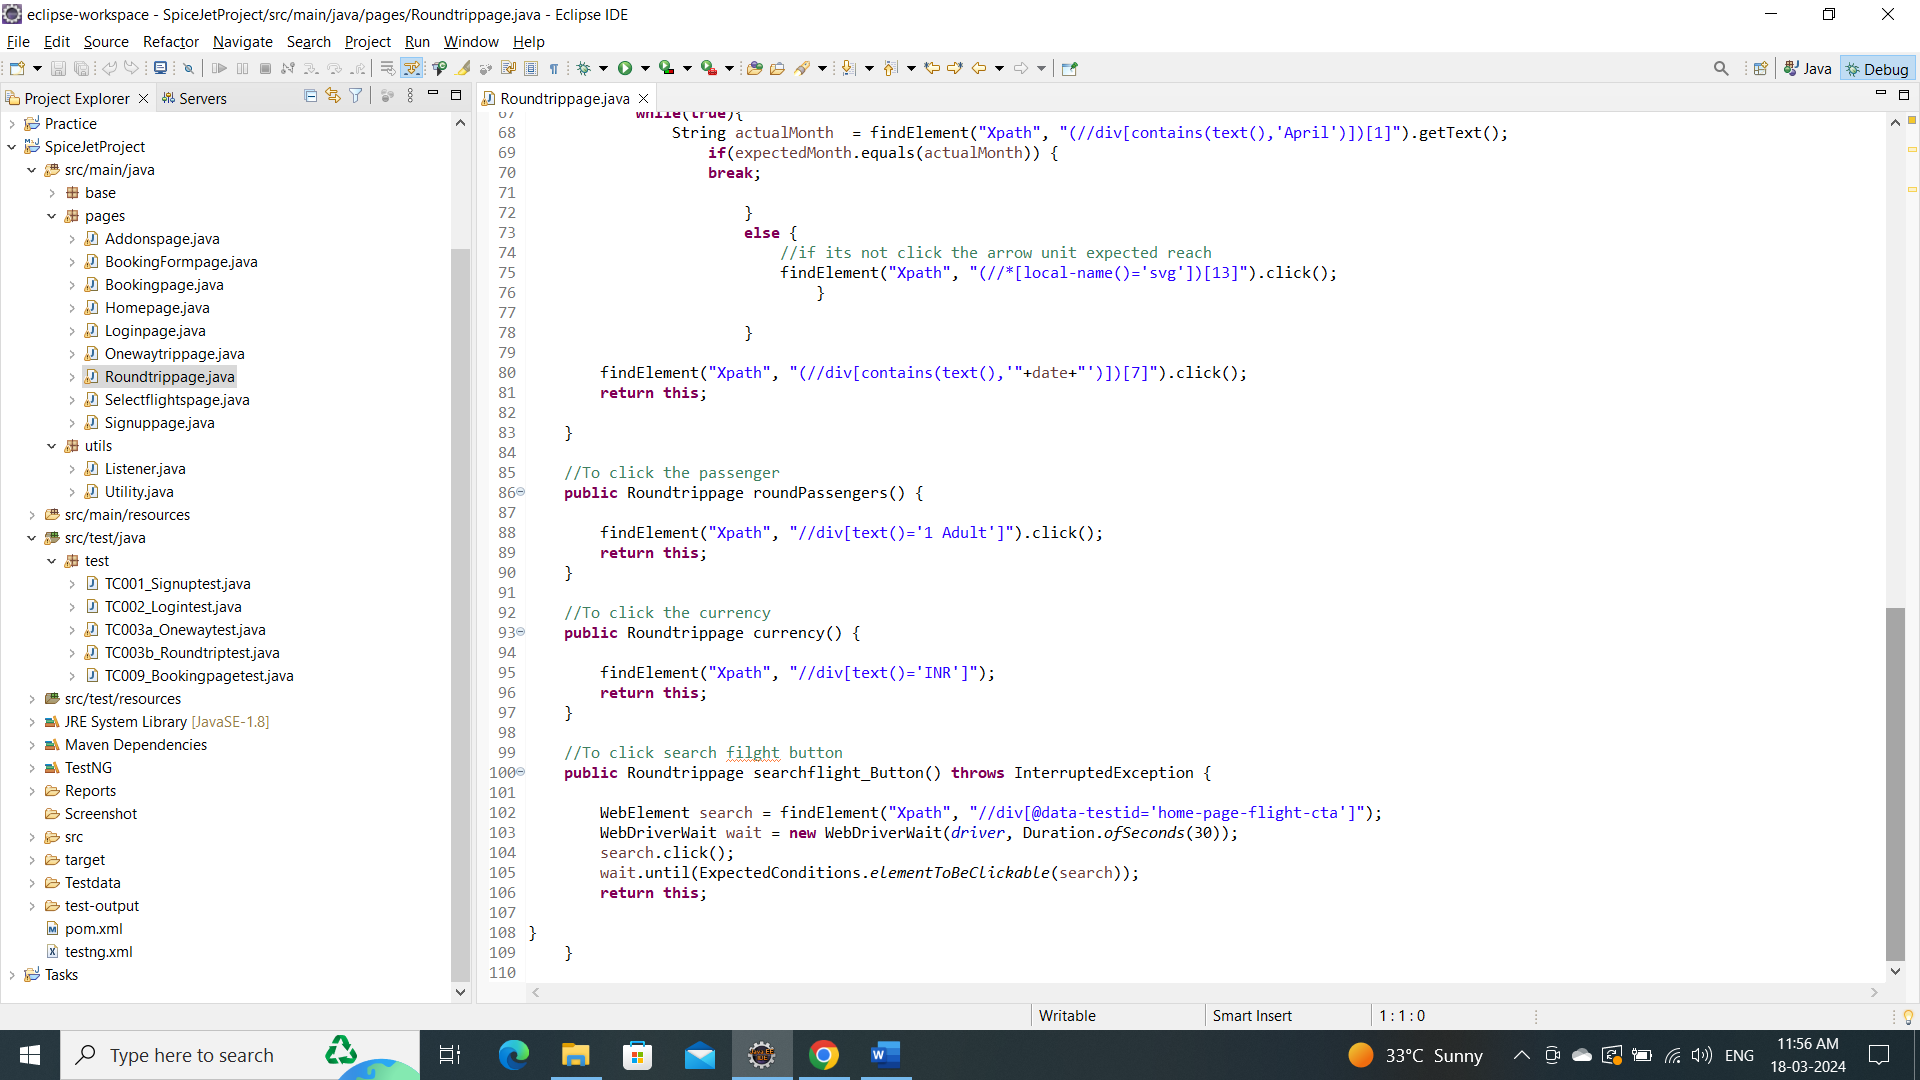 eclipse-workspace - SpiceJetProject/src/main/java/pages/Roundtrippage.java - Eclipse IDE
File Edit Source Refactor Navigate Search Project Run Window Help
Java Debug
Project Explorer Servers
Roundtrippage.java
Practice
SpiceJetProject
src/main/java
base
pages
Addonspage.java
BookingFormpage.java
Bookingpage.java
Homepage.java
Loginpage.java
Onewaytrippage.java
Roundtrippage.java
Selectflightspage.java
Signuppage.java
utils
Listener.java
Utility.java
src/main/resources
src/test/java
test
TC001_Signuptest.java
TC002_Logintest.java
TC003a_Onewaytest.java
TC003b_Roundtriptest.java
TC009_Bookingpagetest.java
src/test/resources
JRE System Library [JavaSE-1.8]
Maven Dependencies
TestNG
Reports
Screenshot
src
target
Testdata
test-output
pom.xml
testng.xml
Tasks
67 while(true){
68 String actualMonth  = findElement("Xpath", "(//div[contains(text(),'April')])[1]").getText();
69 if(expectedMonth.equals(actualMonth)) {
70 break;
71
72 }
73 else {
74 //if its not click the arrow unit expected reach
75 findElement("Xpath", "(//*[local-name()='svg'])[13]").click();
76 }
77
78 }
79
80 findElement("Xpath", "(//div[contains(text(),'"+date+"')])[7]").click();
81 return this;
82
83 }
84
85 //To click the passenger
86 public Roundtrippage roundPassengers() {
87
88 findElement("Xpath", "//div[text()='1 Adult']").click();
89 return this;
90 }
91
92 //To click the currency
93 public Roundtrippage currency() {
94
95 findElement("Xpath", "//div[text()='INR']");
96 return this;
97 }
98
99 //To click search filght button
100 public Roundtrippage searchflight_Button() throws InterruptedException {
101
102 WebElement search = findElement("Xpath", "//div[@data-testid='home-page-flight-cta']");
103 WebDriverWait wait = new WebDriverWait(driver, Duration.ofSeconds(30));
104 search.click();
105 wait.until(ExpectedConditions.elementToBeClickable(search));
106 return this;
107
108 }
109 }
110
Writable Smart Insert 1 : 1 : 0
Type here to search
33°C Sunny
ENG
11:56 AM
18-03-2024